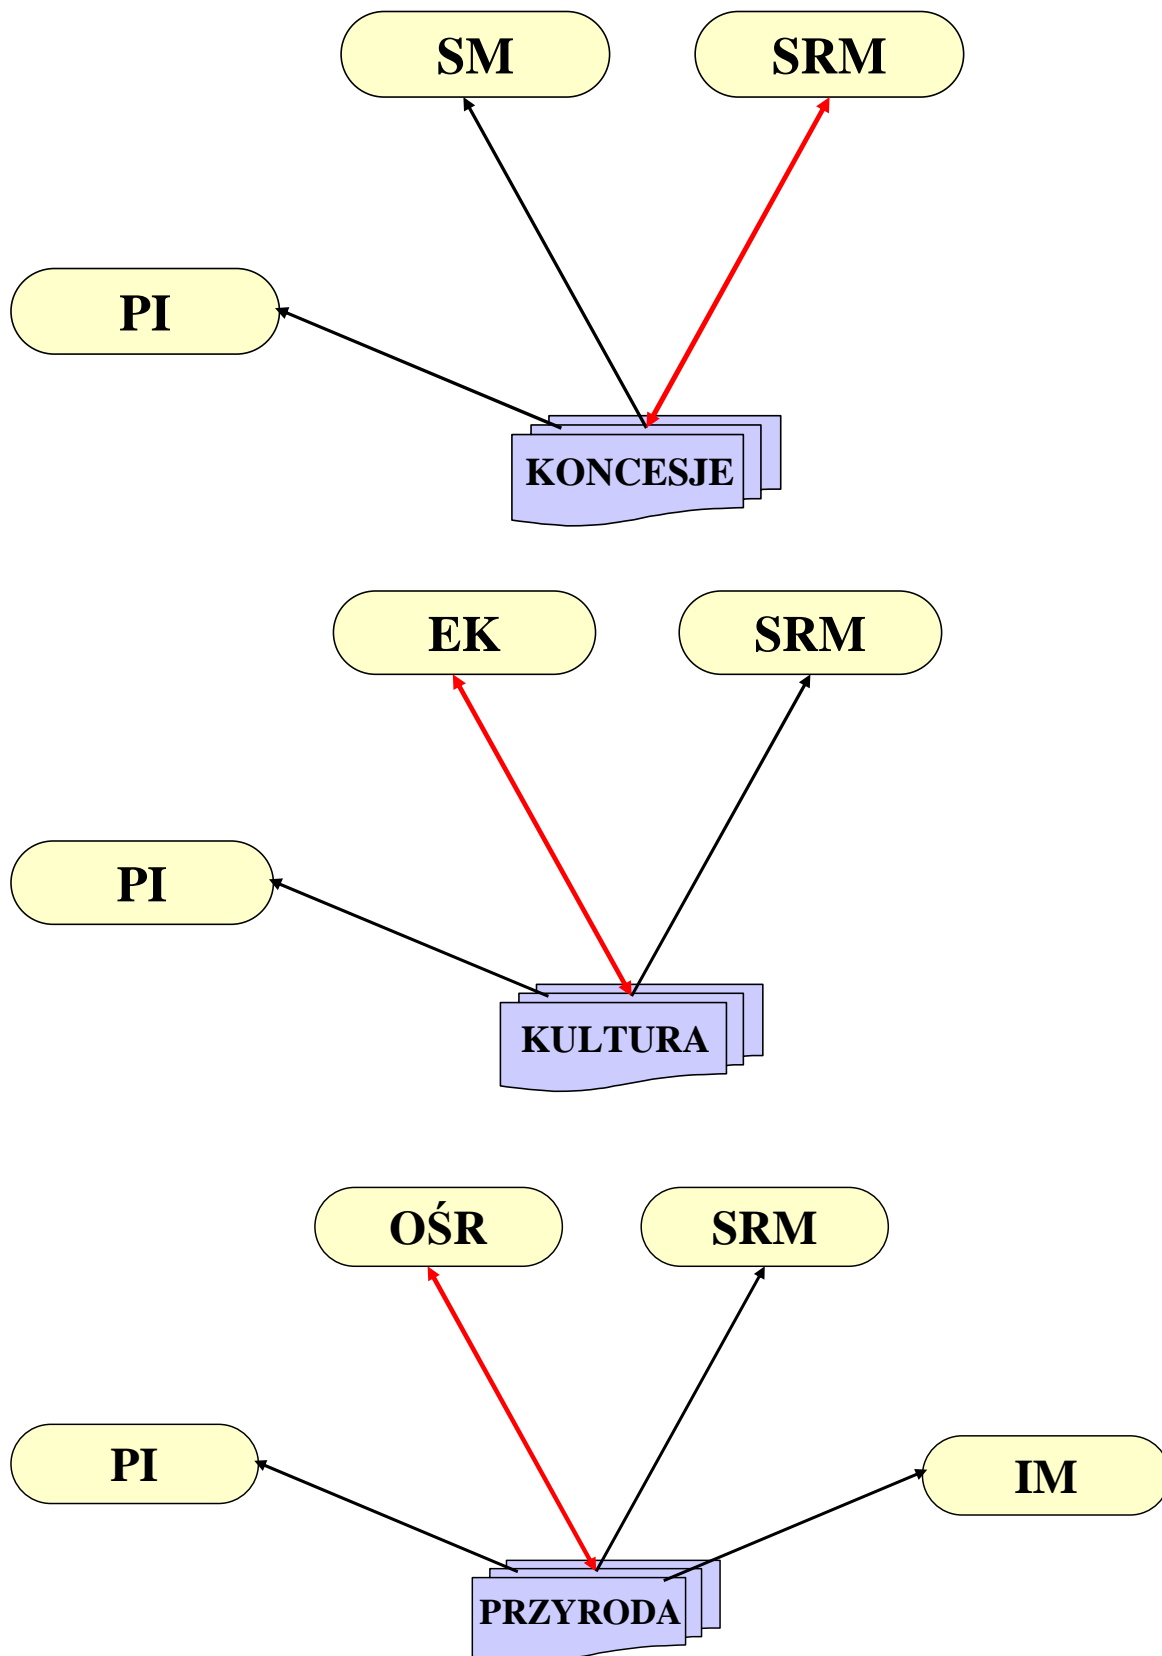 SM
SRM
PI
KONCESJE
EK
SRM
PI
KULTURA
OŚR
SRM
PI
IM
PRZYRODA